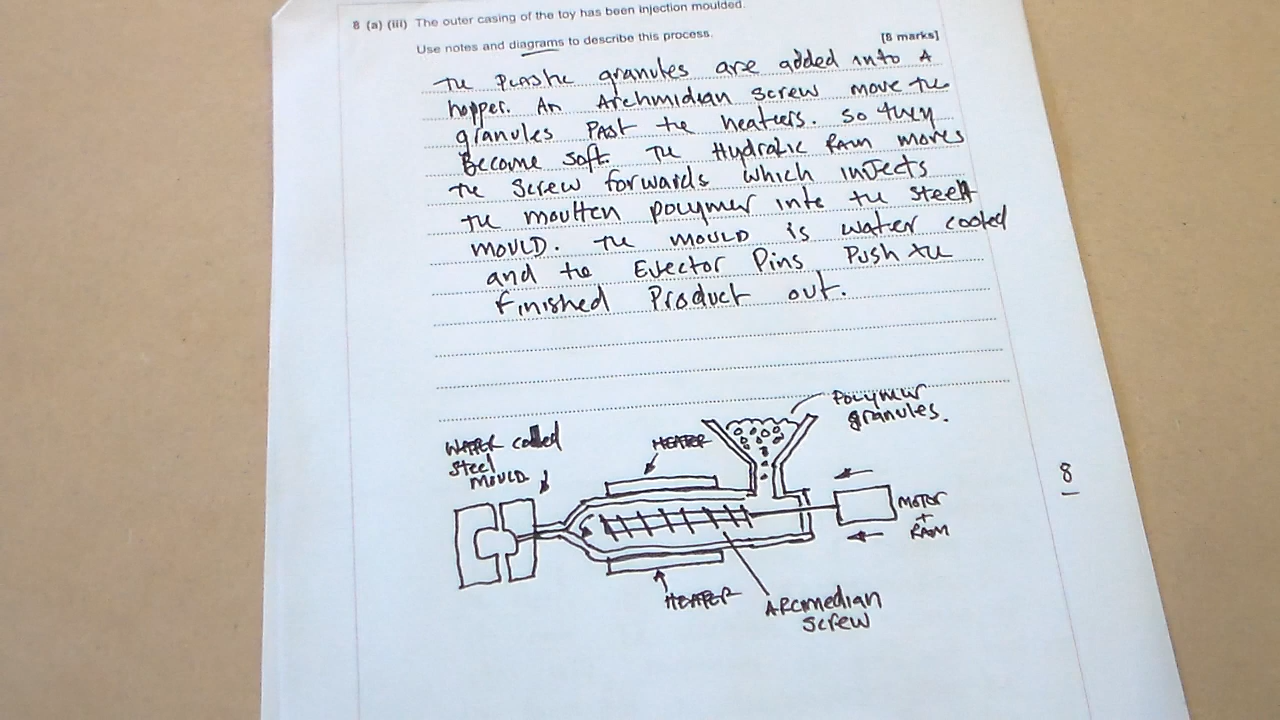 8 (a) (iii) The outer casing of the toy has been injection moulded.
Use notes and diagrams to describe this process.
[8 marks]
The Plastic granules are added into A
hopper. An Archmidian Screw move the
granules Past the heaters. So they
Become Soft. The Hydralic Ram moves
the Screw forwards which injects
the moulten polymer into the steel
MOULD. The MOULD is water cooled
and the Ejector Pins Push the
finished Product out.
Polymer
granules.
WATER cooled
Steel
MOULD
HEATER
8
MOTOR
+
RAM
HEATER
ARcmedian
Screw